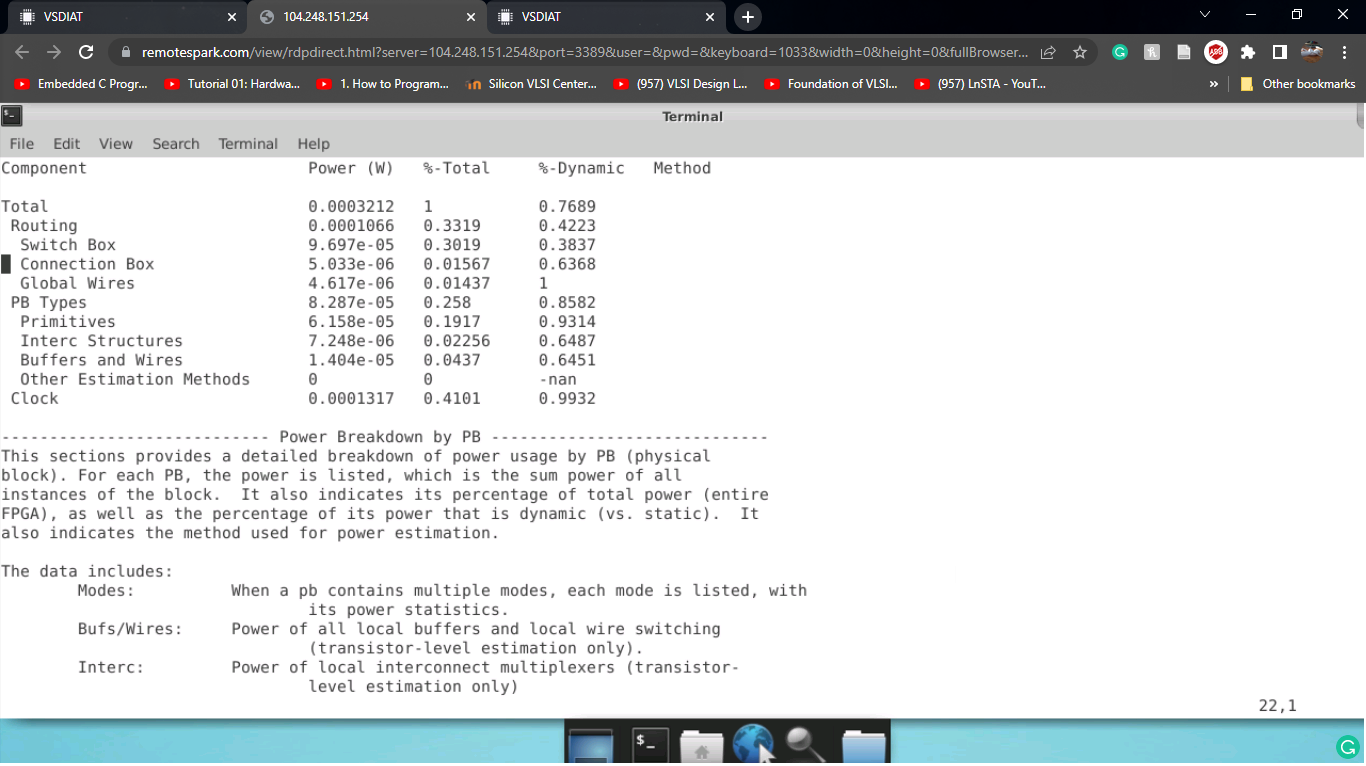 VSDIAT
104.248.151.254
VSDIAT
remotespark.com/view/rdpdirect.html?server=104.248.151.254&port=3389&user=&pwd=&keyboard=1033&width=0&height=0&fullBrowser...
Embedded C Progr... Tutorial 01: Hardwa... 1. How to Program... Silicon VLSI Center... (957) VLSI Design L... Foundation of VLSI... (957) LnSTA - YouT... » Other bookmarks
Terminal
File Edit View Search Terminal Help
Component Power (W) %-Total %-Dynamic Method
Total 0.0003212 1 0.7689
Routing 0.0001066 0.3319 0.4223
Switch Box 9.697e-05 0.3019 0.3837
Connection Box 5.033e-06 0.01567 0.6368
Global Wires 4.617e-06 0.01437 1
PB Types 8.287e-05 0.258 0.8582
Primitives 6.158e-05 0.1917 0.9314
Interc Structures 7.248e-06 0.02256 0.6487
Buffers and Wires 1.404e-05 0.0437 0.6451
Other Estimation Methods 0 0 -nan
Clock 0.0001317 0.4101 0.9932
---------------------------- Power Breakdown by PB -----------------------------
This sections provides a detailed breakdown of power usage by PB (physical
block). For each PB, the power is listed, which is the sum power of all
instances of the block. It also indicates its percentage of total power (entire
FPGA), as well as the percentage of its power that is dynamic (vs. static). It
also indicates the method used for power estimation.
The data includes:
Modes: When a pb contains multiple modes, each mode is listed, with
its power statistics.
Bufs/Wires: Power of all local buffers and local wire switching
(transistor-level estimation only).
Interc: Power of local interconnect multiplexers (transistor-
level estimation only)
22,1
$_